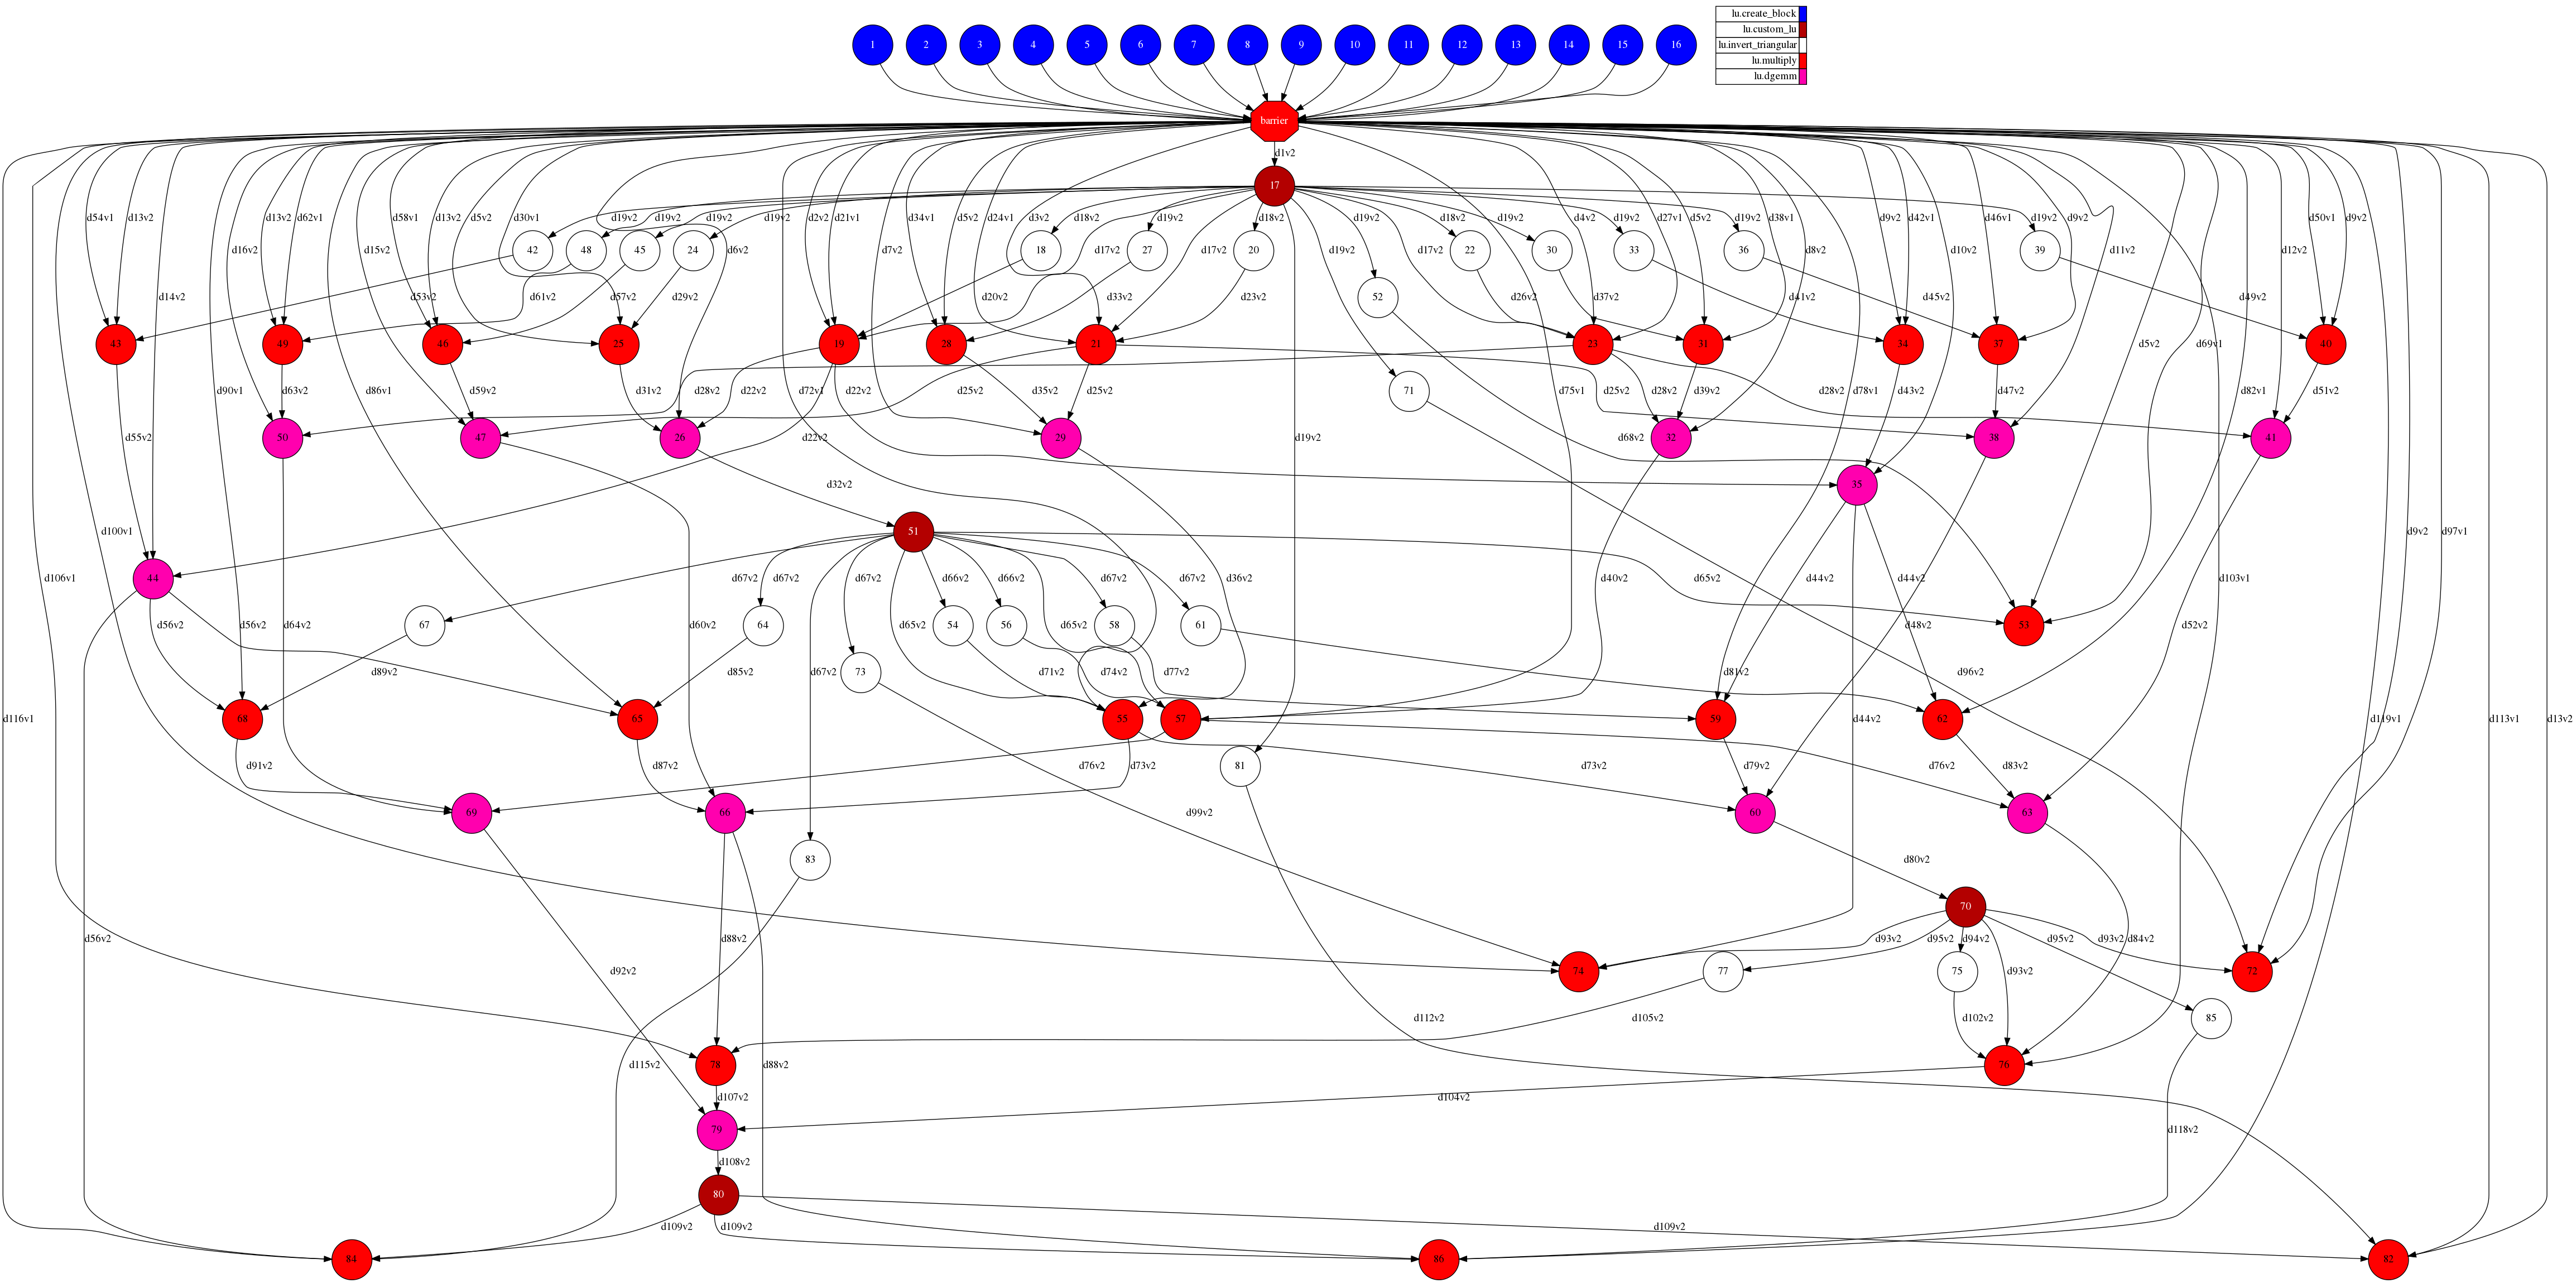 1 2 3 4 5 6 7 8 9 10 11 12 13 14 15 16
lu.create_block
lu.custom_lu
lu.invert_triangular
lu.multiply
lu.dgemm
barrier
d1v2
17
d54v1 d13v2 d16v2 d13v2 d62v1 d15v2 d58v1 d13v2 d5v2 d30v1 d19v2 d19v2 d19v2 d19v2 d6v2 d2v2 d21v1 d7v2 d34v1 d5v2 d24v1 d3v2 d18v2 d19v2 d18v2 d19v2 d18v2 d19v2 d4v2 d27v1 d5v2 d38v1 d19v2 d8v2 d19v2 d9v2 d42v1 d10v2 d19v2 d46v1 d9v2 d11v2 d12v2 d50v1 d9v2
d14v2 d17v2 d17v2 d19v2 d17v2
42 48 45 24 18 27 20 22 30 33 36 39
d53v2 d61v2 d57v2 d29v2 d20v2 d33v2 d23v2 52 d26v2 d37v2 d41v2 d45v2 d49v2
43 49 46 25 19 28 21 23 31 34 37 40
d5v2 d69v1
d90v1 d63v2 d86v1 d59v2 d31v2 d28v2 d22v2 d72v1 d22v2 d25v2 d35v2 d25v2 71 d75v1 d25v2 d28v2 d39v2 d78v1 d28v2 d43v2 d47v2 d82v1 d51v2
d55v2 50 47 26 d22v2 29 d19v2 d68v2 32 38 41
d32v2 35
d100v1 51 d9v2 d97v1
d106v1 44 d67v2 d67v2 d67v2 d66v2 d66v2 d67v2 d67v2 d36v2 d40v2 d44v2 d44v2 d65v2 d103v1
d56v2 d56v2 d64v2 67 d60v2 64 d65v2 54 56 d65v2 58 61 d48v2 53 d52v2
d89v2 d85v2 73 d67v2 d71v2 d74v2 d77v2 d81v2 d96v2
d116v1 68 65 55 57 59 d44v2 62 d119v1 d113v1 d13v2
d91v2 d87v2 d76v2 d73v2 81 d73v2 d79v2 d76v2 d83v2
69 66 d99v2 60 63
83 d80v2
70
d56v2 d88v2 d93v2 d95v2 d94v2 d95v2 d93v2 d84v2
d92v2 74 77 75 d93v2 72
d112v2 d105v2 d102v2 85
78 d115v2 d88v2 76
d107v2 d104v2
79 d118v2
d108v2
80
d109v2 d109v2 d109v2
84 86 82